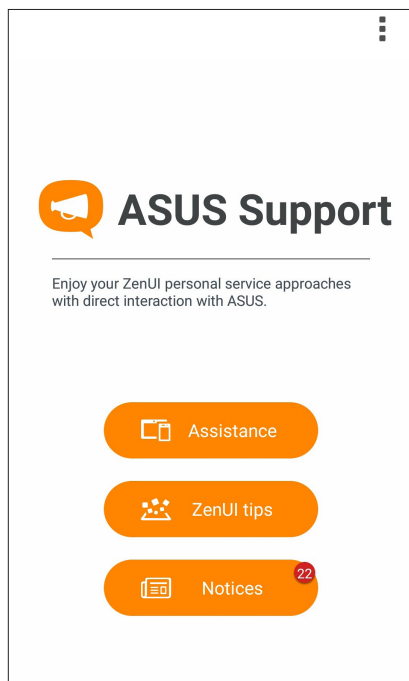 ASUS Support
Enjoy your ZenUI personal service approaches
with direct interaction with ASUS.
Assistance
ZenUI tips
22
Notices